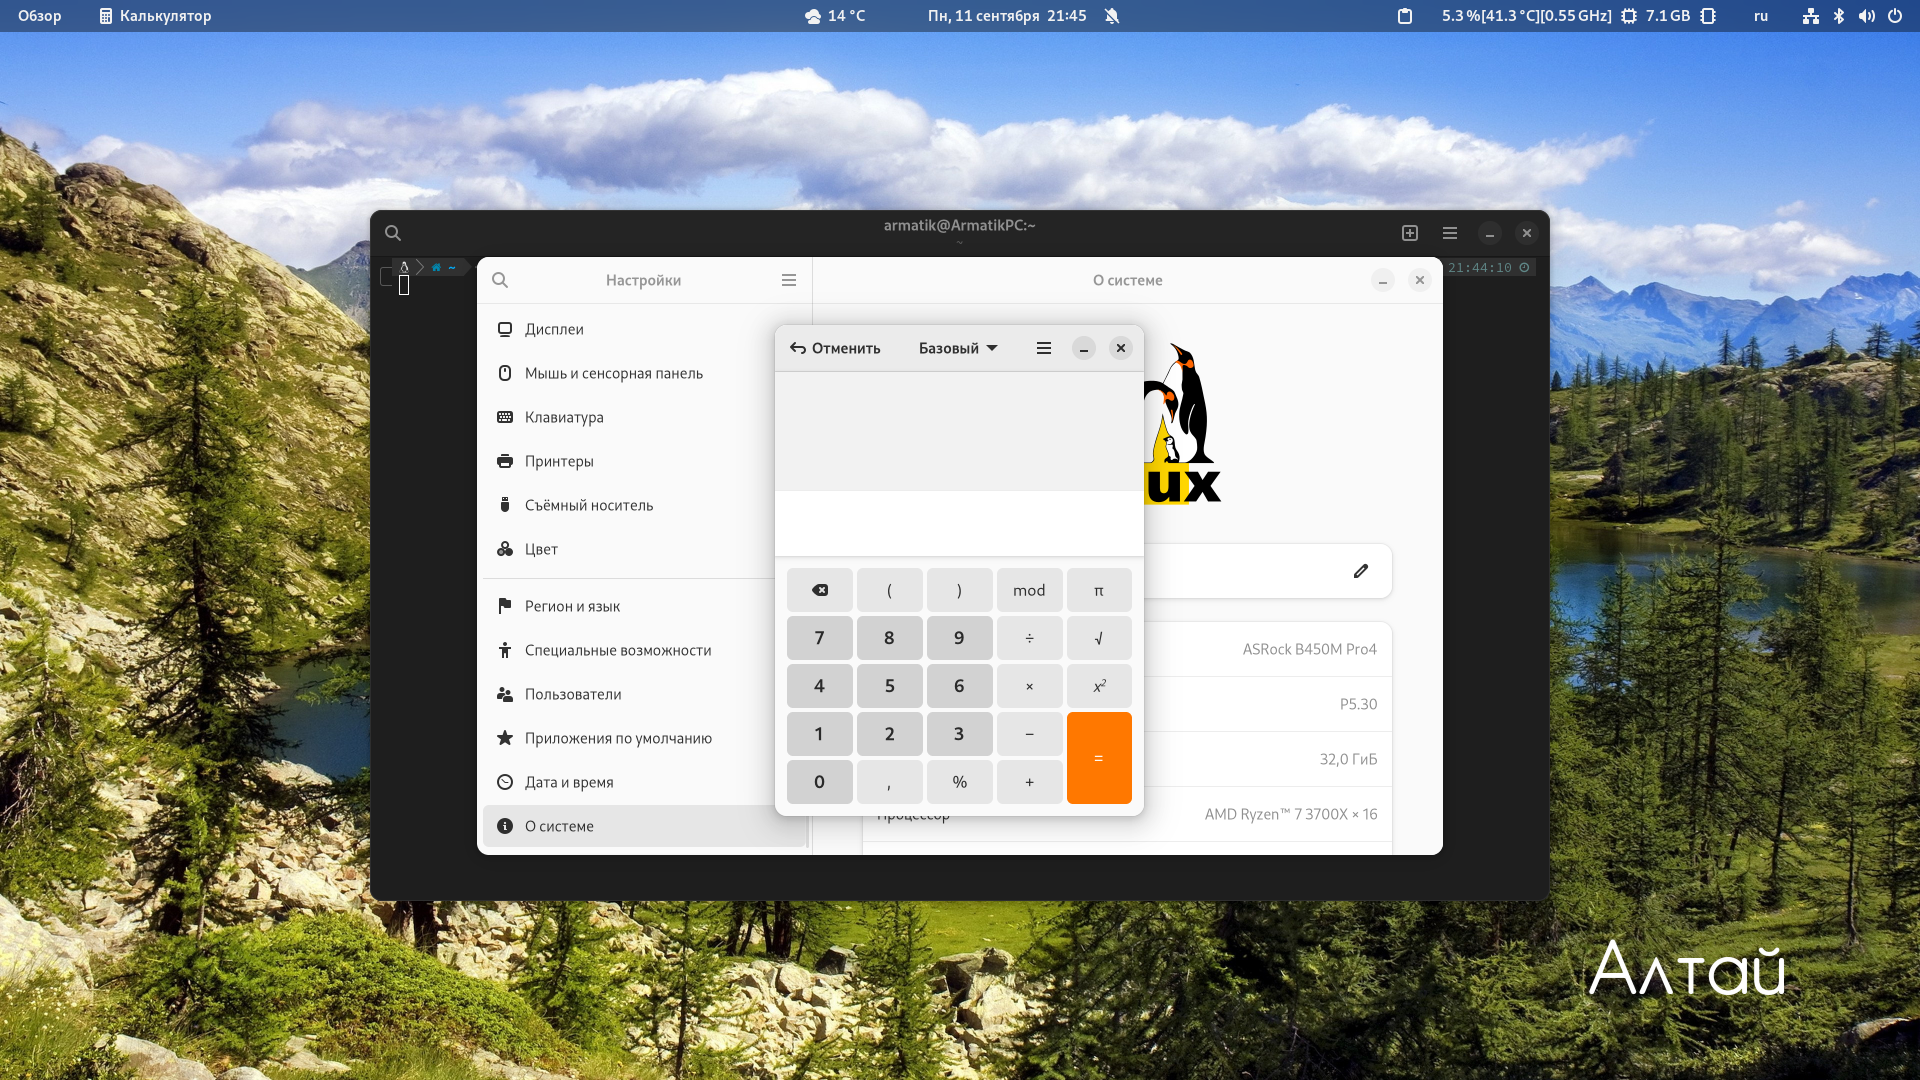 Обзор
Калькулятор
14 °C
Пн, 11 сентября 21:45
5.3 %[41.3 °C][0.55 GHz]
7.1 GB
ru
armatik@ArmatikPC:~
~
~
21:44:10
Настройки
О системе
Дисплеи
Мышь и сенсорная панель
Клавиатура
Принтеры
Съёмный носитель
Цвет
Регион и язык
Специальные возможности
Пользователи
Приложения по умолчанию
Дата и время
О системе
Отменить
Базовый
( ) mod π
7 8 9 ÷ √
4 5 6 × x²
1 2 3 − =
0 , % +
ux
ASRock B450M Pro4
P5.30
32,0 ГиБ
Процессор
AMD Ryzen™ 7 3700X × 16
Алтай